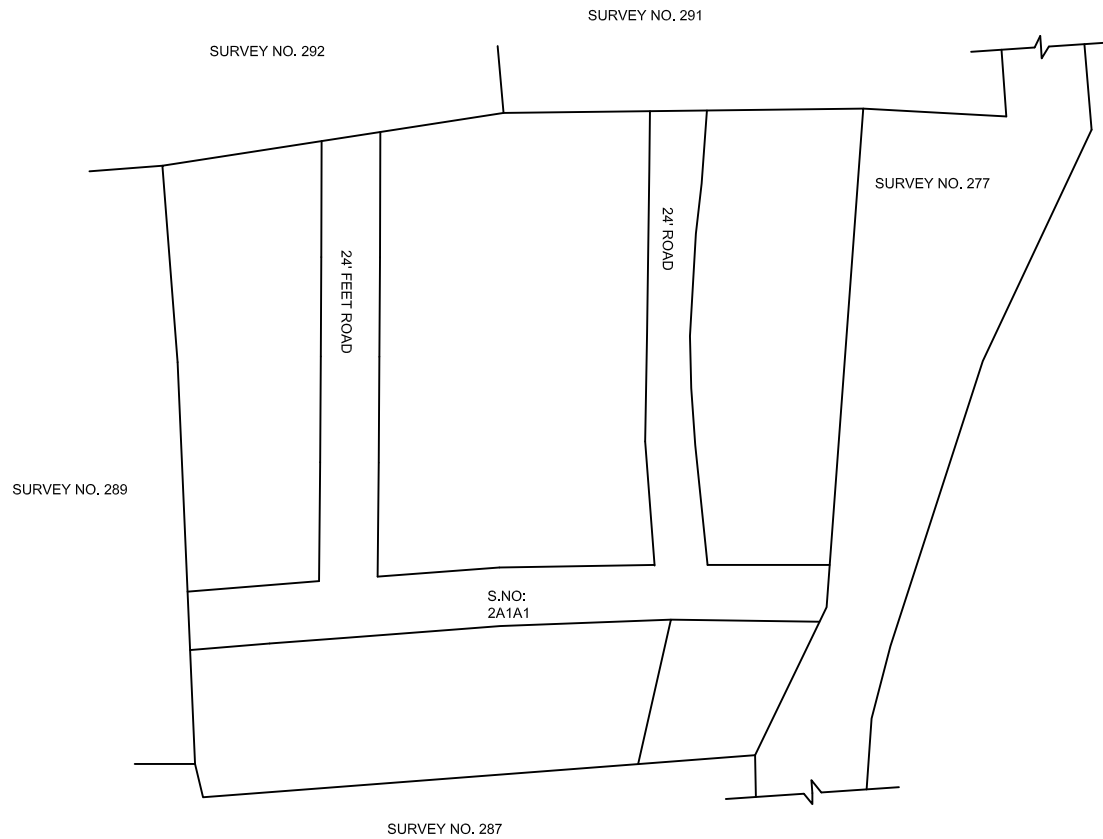 SURVEY NO. 291
SURVEY NO. 292
SURVEY NO. 277
24' FEET ROAD
24' ROAD
SURVEY NO. 289
S.NO:
2A1A1
SURVEY NO. 287